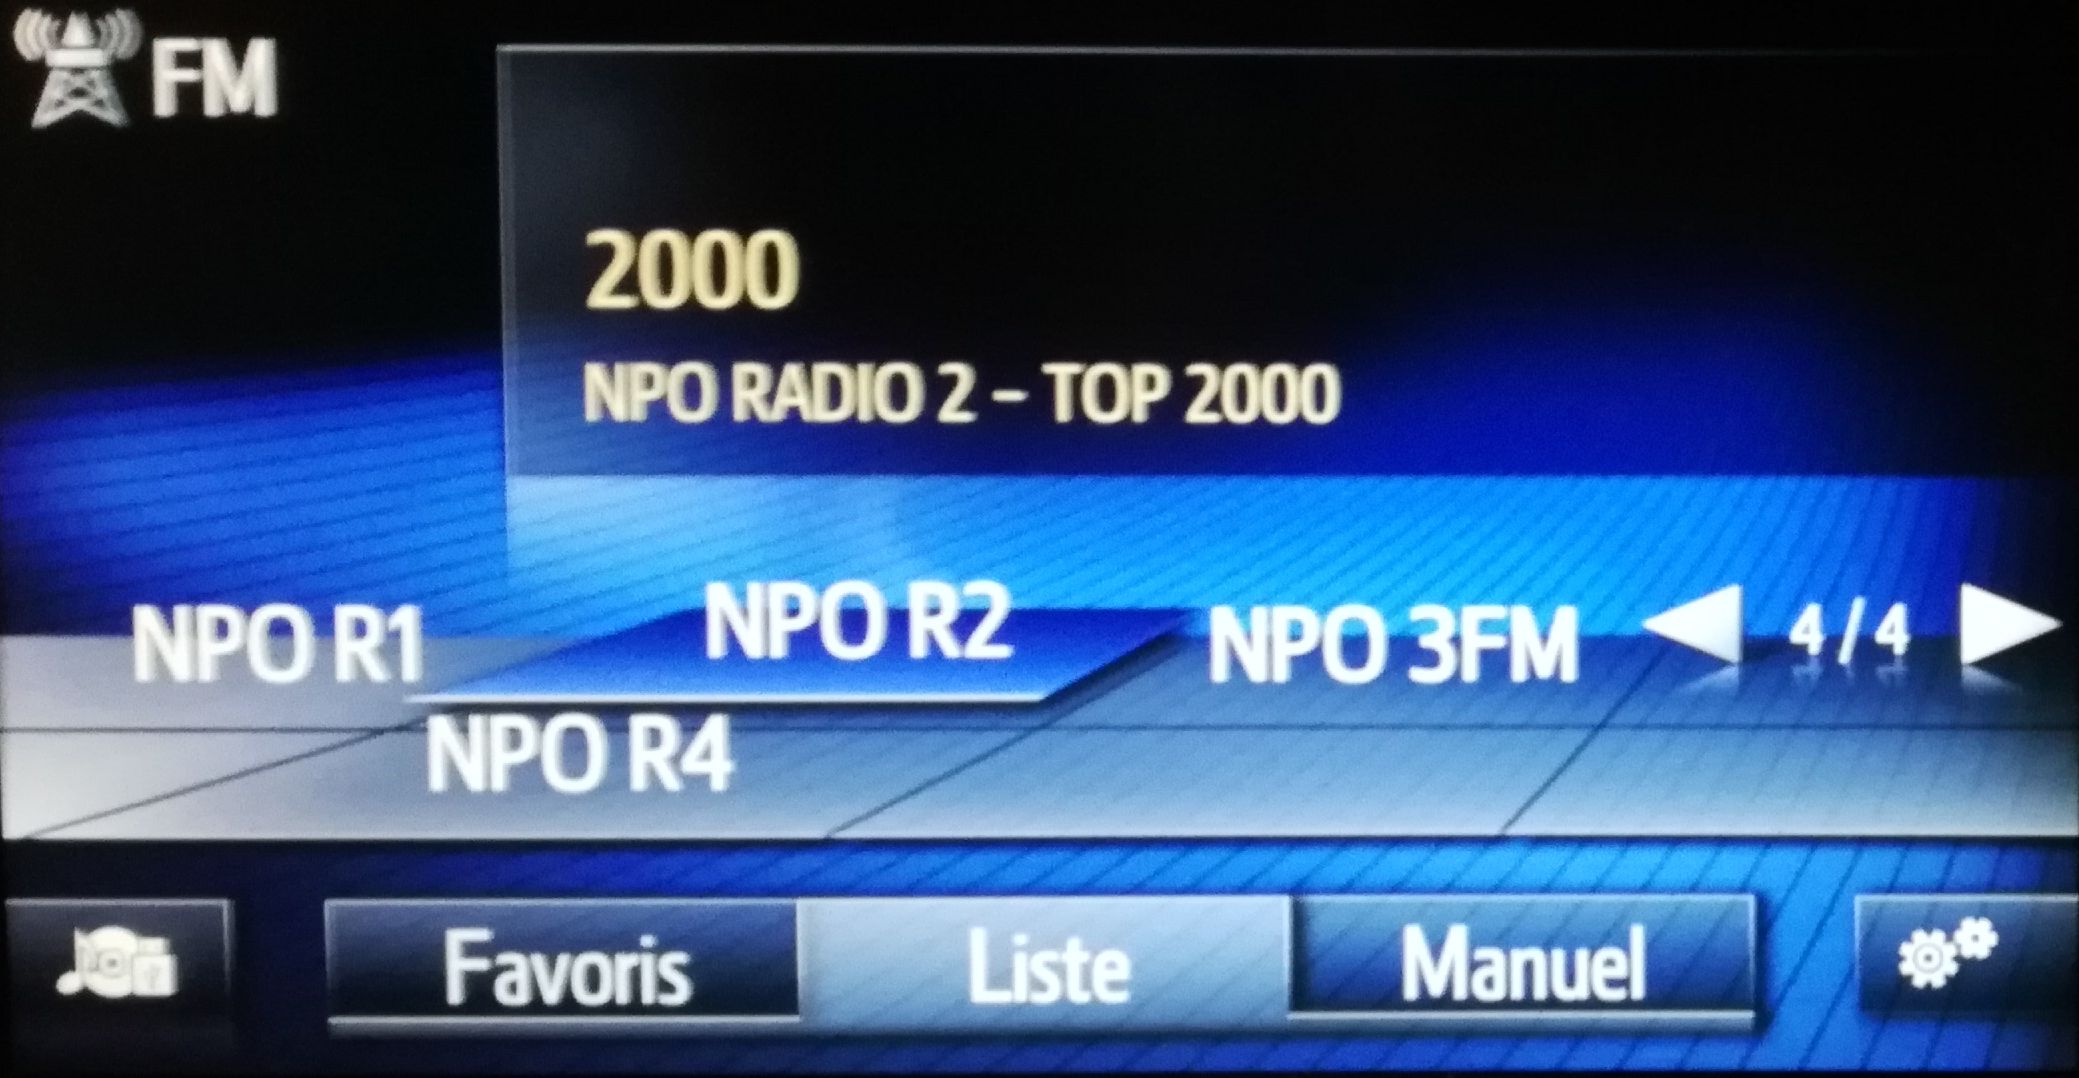 FM
2000
NPO RADIO 2 – TOP 2000
NPO R1
NPO R2
NPO 3FM
4 / 4
NPO R4
Favoris
Liste
Manuel